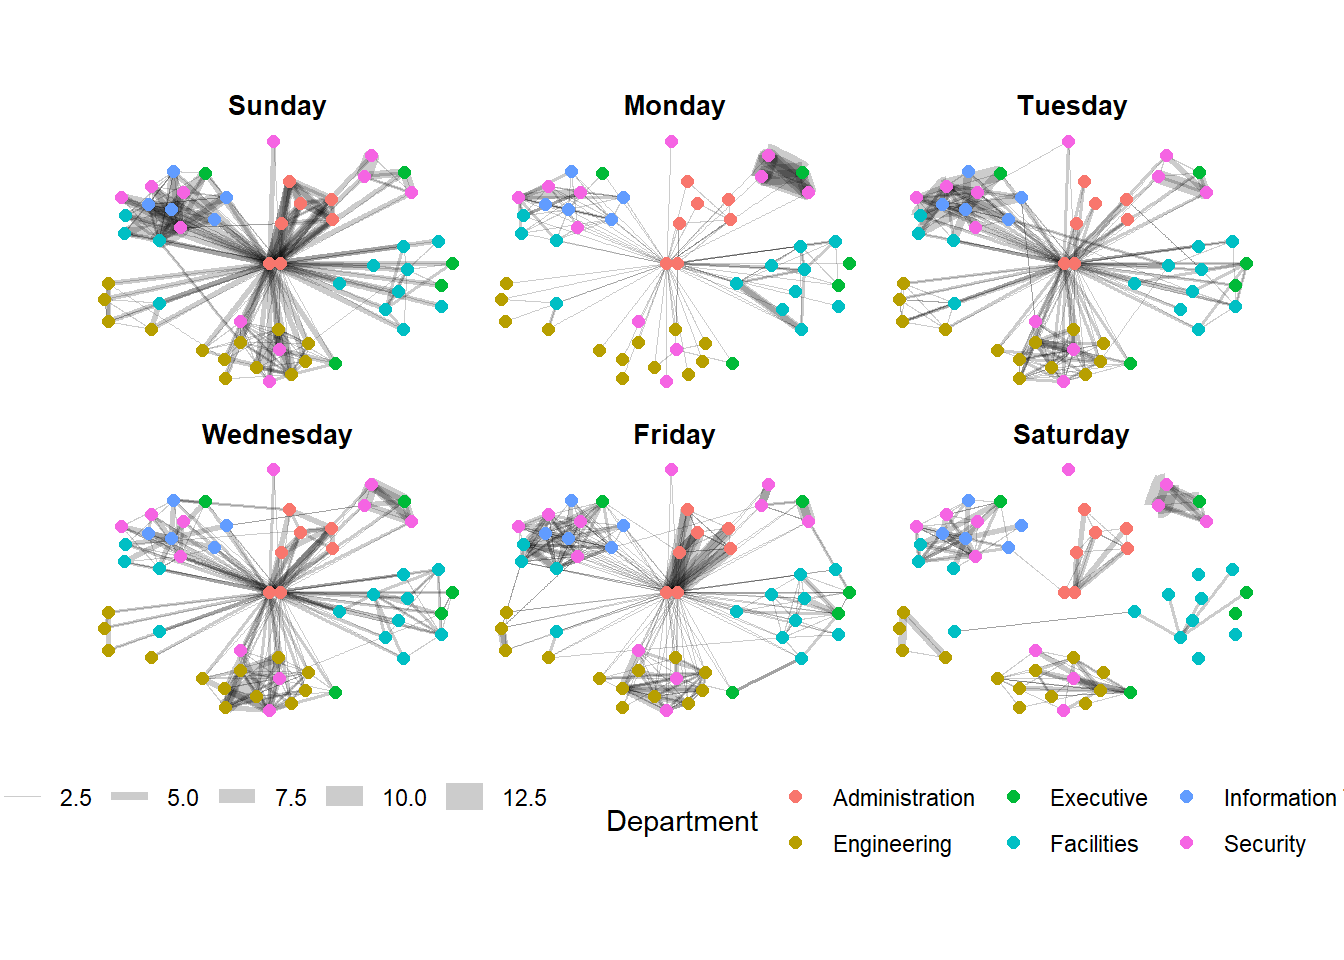 Sunday Monday Tuesday
Wednesday Friday Saturday
2.5 5.0 7.5 10.0 12.5
Department
Administration Executive Information
Engineering Facilities Security